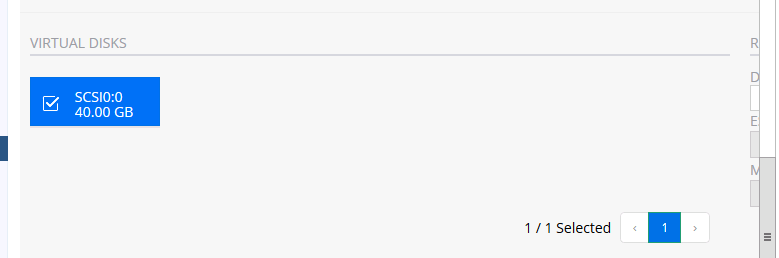 VIRTUAL DISKS
SCSI0:0
40.00 GB
1 / 1 Selected
‹ 1 ›
R
D
E
M